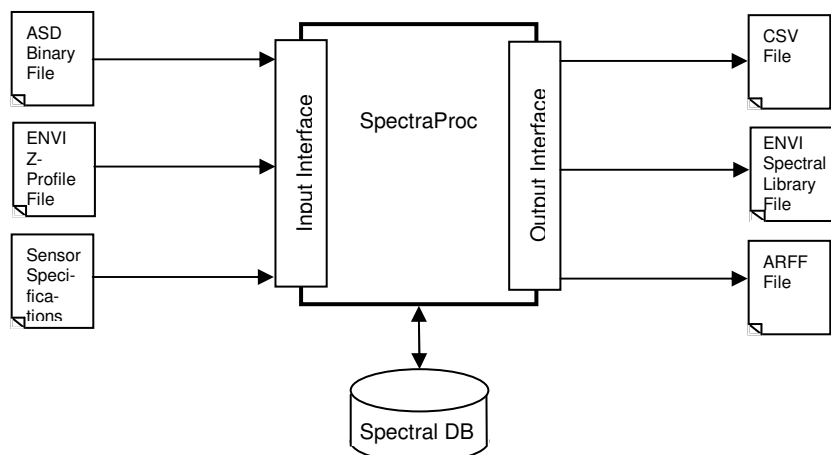 ASD
Binary
File
ENVI
Z-
Profile
File
Sensor
Speci-
fica-
tions
Input Interface
SpectraProc
Output Interface
CSV
File
ENVI
Spectral
Library
File
ARFF
File
Spectral DB